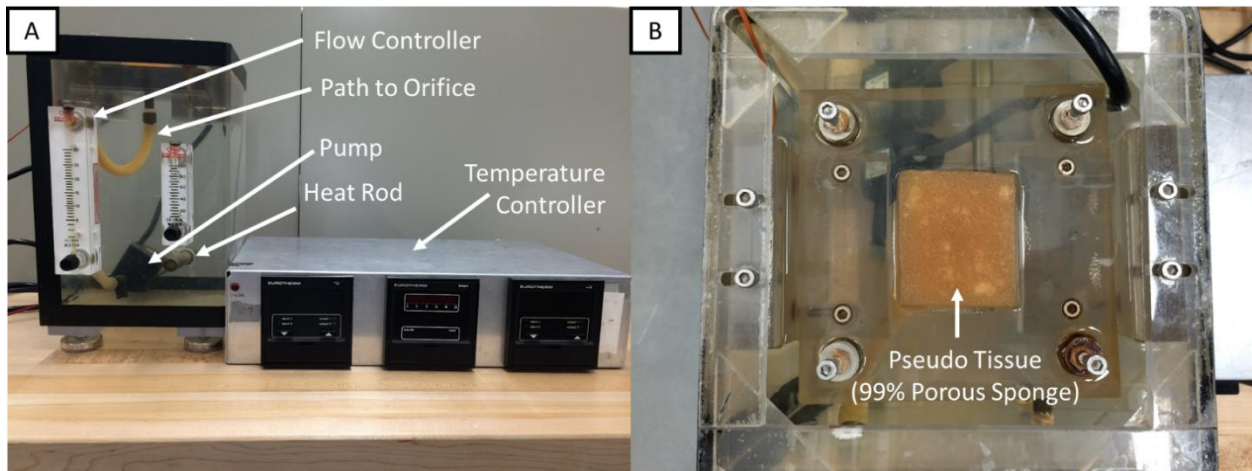 A
Flow Controller
Path to Orifice
Pump
Heat Rod
Temperature
Controller
EUROTHERM
EUROTHERM
EUROTHERM
B
Pseudo Tissue
(99% Porous Sponge)